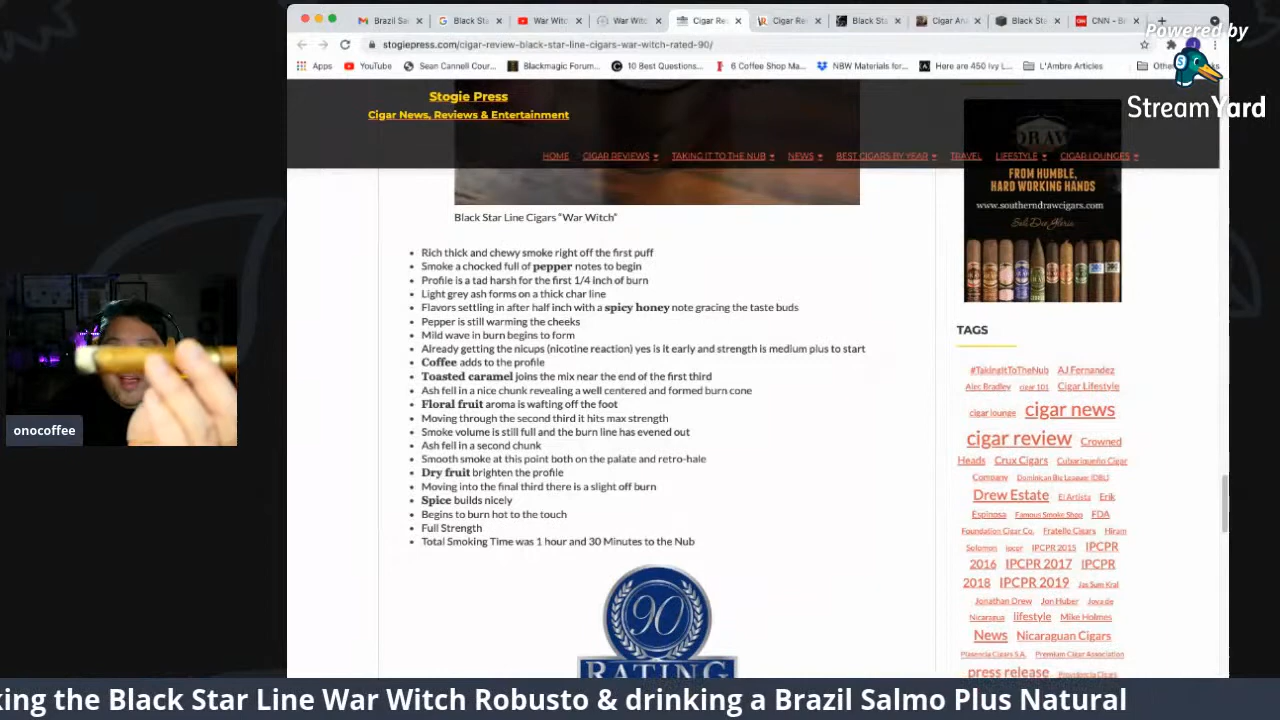 Brazil Sal
Black Sta
War Witc
War Witc
Cigar Re
Cigar Re
Black Sta
Cigar An
Black Sta
CNN - Br
Powered by
StreamYard
stogiepress.com/cigar-review-black-star-line-cigars-war-witch-rated-90/
Apps
YouTube
Sean Cannell Cour...
Blackmagic Forum...
10 Best Questions...
6 Coffee Shop Ma...
NBW Materials for...
Here are 450 Ivy L...
L'Ambre Articles
Stogie Press
Cigar News, Reviews & Entertainment
HOME CIGAR REVIEWS TAKING IT TO THE NUB NEWS BEST CIGARS BY YEAR TRAVEL LIFESTYLE CIGAR LOUNGES
FROM HUMBLE,
HARD WORKING HANDS
www.southerndrawcigars.com
Black Star Line Cigars "War Witch"
Rich thick and chewy smoke right off the first puff
Smoke a chocked full of pepper notes to begin
Profile is a tad harsh for the first 1/4 inch of burn
Light grey ash forms on a thick char line
Flavors settling in after half inch with a spicy honey note gracing the taste buds
Pepper is still warming the cheeks
Mild wave in burn begins to form
Already getting the nicups (nicotine reaction) yes is it early and strength is medium plus to start
Coffee adds to the profile
Toasted caramel joins the mix near the end of the first third
Ash fell in a nice chunk revealing a well centered and formed burn cone
Floral fruit aroma is wafting off the foot
Moving through the second third it hits max strength
Smoke volume is still full and the burn line has evened out
Ash fell in a second chunk
Smooth smoke at this point both on the palate and retro-hale
Dry fruit brighten the profile
Moving into the final third there is a slight off burn
Spice builds nicely
Begins to burn hot to the touch
Full Strength
Total Smoking Time was 1 hour and 30 Minutes to the Nub
90
RATING
TAGS
#TakingItToTheNub AJ Fernandez
Alec Bradley cigar 101 Cigar Lifestyle
cigar lounge cigar news
cigar review Crowned
Heads Crux Cigars Cubariqueño Cigar
Company Dominican Big Leaguer (DBL)
Drew Estate El Artista Erik
Espinosa Famous Smoke Shop FDA
Foundation Cigar Co. Fratello Cigars Hiram
Solomon ipcpr IPCPR 2015 IPCPR
2016 IPCPR 2017 IPCPR
2018 IPCPR 2019 Jas Sum Kral
Jonathan Drew Jon Huber Joya de
Nicaragua lifestyle Mike Holmes
News Nicaraguan Cigars
Plasencia Cigars S.A. Premium Cigar Association
press release Providencia Cigars
onocoffee
king the Black Star Line War Witch Robusto & drinking a Brazil Salmo Plus Natural